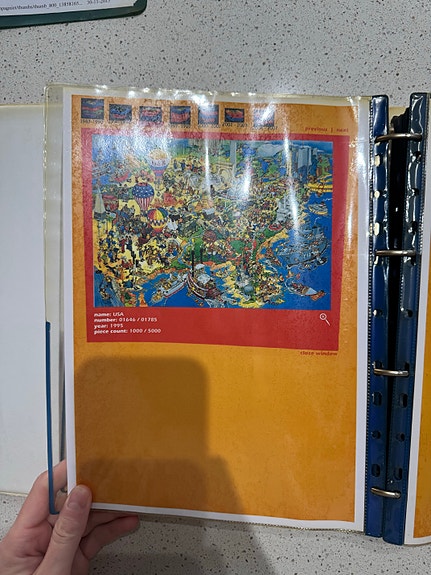 previous | next
name: USA
number: 01646 / 01785
year: 1995
piece count: 1000 / 5000
close window